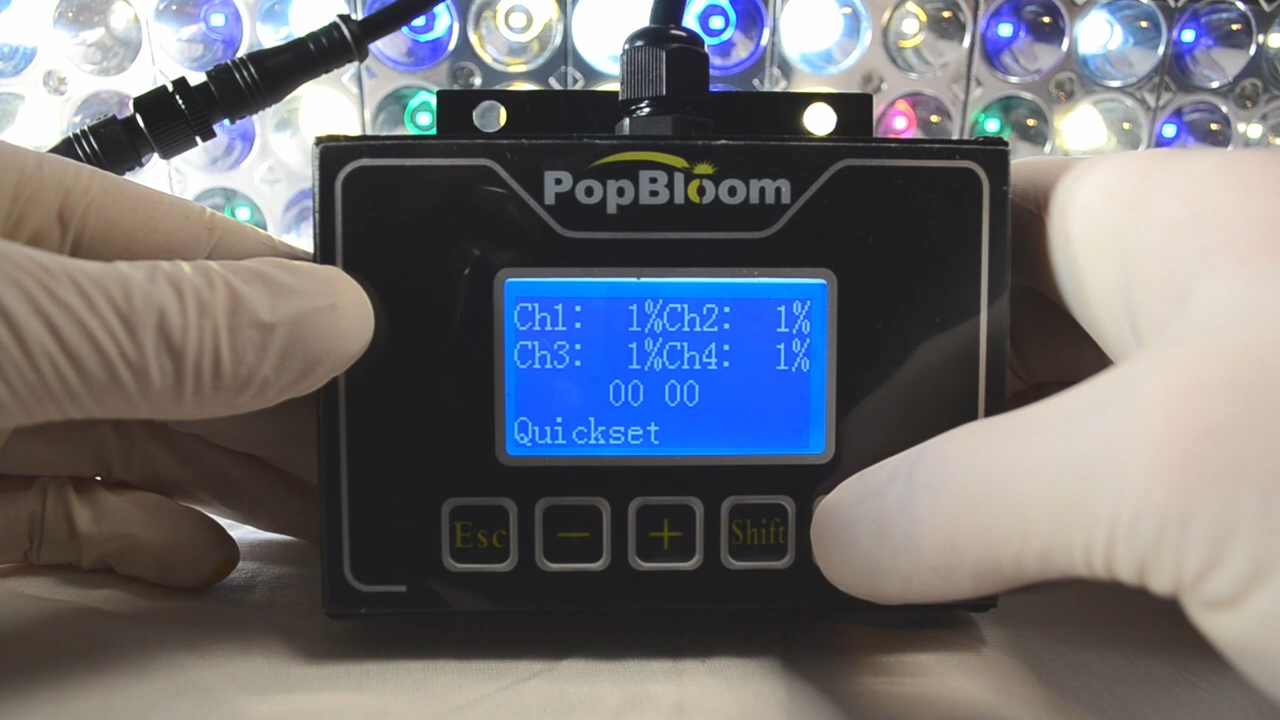 PopBloom
Ch1: 1%Ch2: 1%
Ch3: 1%Ch4: 1%
00 00
Quickset
Esc − + Shift